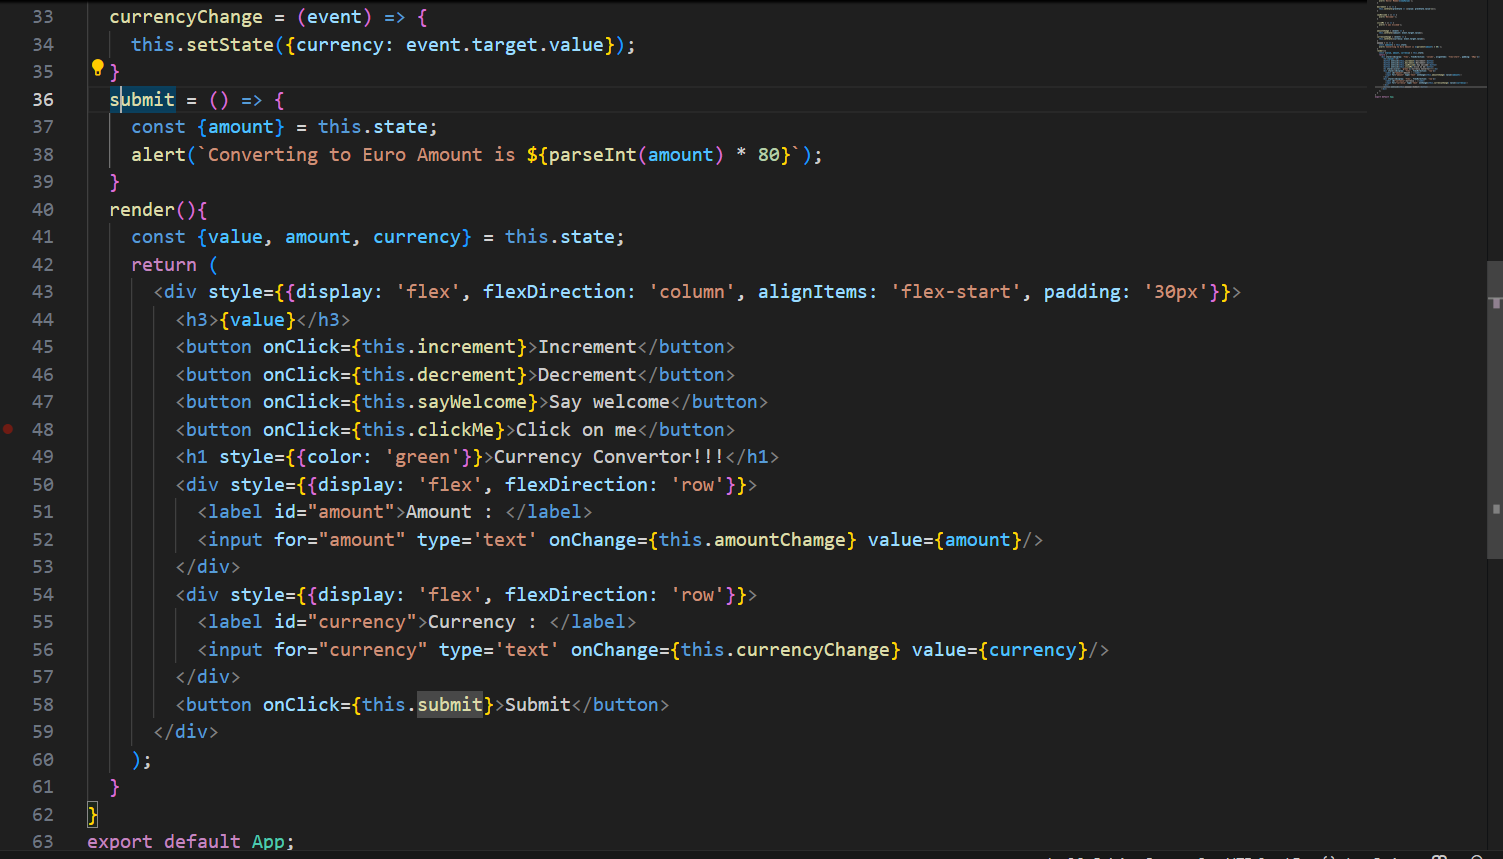 33 currencyChange = (event) => {
34 this.setState({currency: event.target.value});
35 }
36 submit = () => {
37 const {amount} = this.state;
38 alert(`Converting to Euro Amount is ${parseInt(amount) * 80}`);
39 }
40 render(){
41 const {value, amount, currency} = this.state;
42 return (
43 <div style={{display: 'flex', flexDirection: 'column', alignItems: 'flex-start', padding: '30px'}}>
44 <h3>{value}</h3>
45 <button onClick={this.increment}>Increment</button>
46 <button onClick={this.decrement}>Decrement</button>
47 <button onClick={this.sayWelcome}>Say welcome</button>
48 <button onClick={this.clickMe}>Click on me</button>
49 <h1 style={{color: 'green'}}>Currency Convertor!!!</h1>
50 <div style={{display: 'flex', flexDirection: 'row'}}>
51 <label id="amount">Amount : </label>
52 <input for="amount" type='text' onChange={this.amountChamge} value={amount}/>
53 </div>
54 <div style={{display: 'flex', flexDirection: 'row'}}>
55 <label id="currency">Currency : </label>
56 <input for="currency" type='text' onChange={this.currencyChange} value={currency}/>
57 </div>
58 <button onClick={this.submit}>Submit</button>
59 </div>
60 );
61 }
62 }
63 export default App;